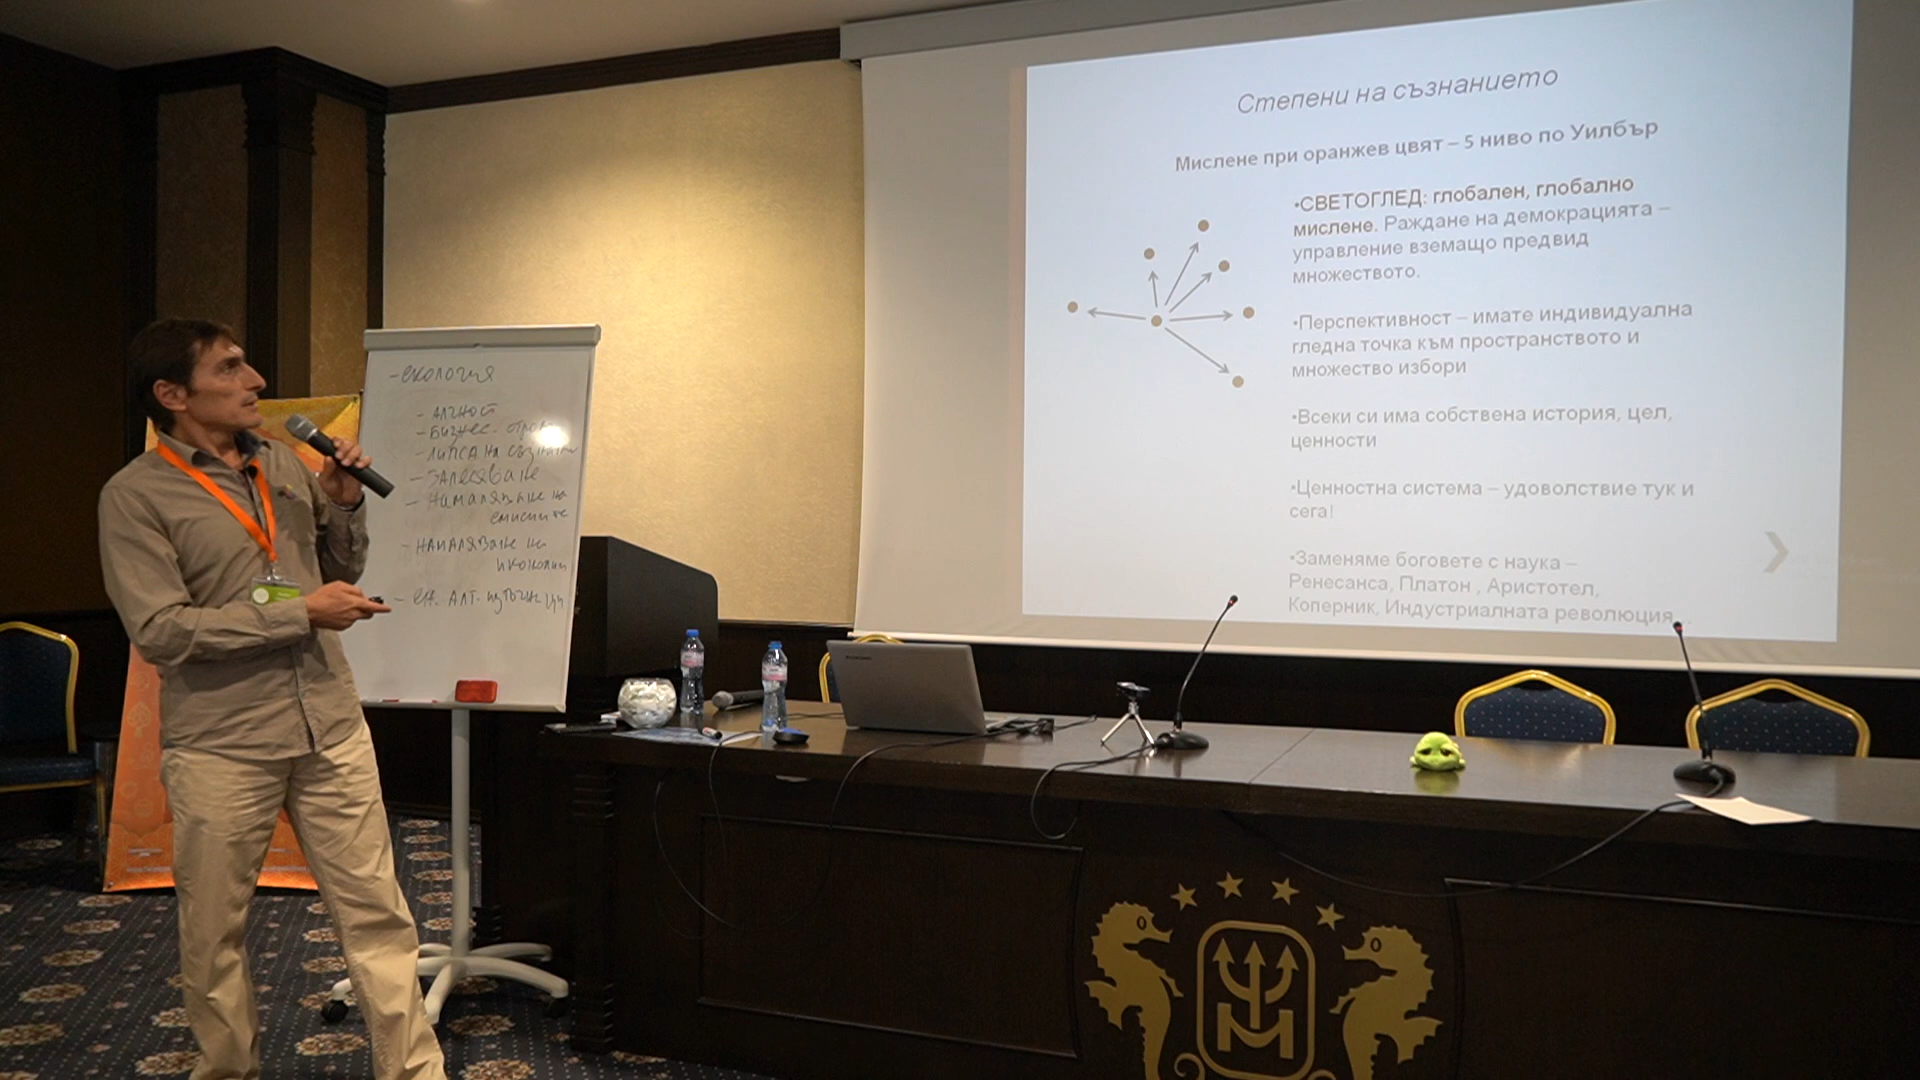 -екология
- Алчност
- Бизнес.
- Липса на
- Залесяване
- Намаляване на
емисиите
- Намаляване на
- ен. АЛТ.
Степени на съзнанието
Мислене при оранжев цвят – 5 ниво по Уилбър
•СВЕТОГЛЕД: глобален, глобално
мислене. Раждане на демокрацията –
управление вземащо предвид
множеството.
•Перспективност – имате индивидуална
гледна точка към пространството и
множество избори
•Всеки си има собствена история, цел,
ценности
•Ценностна система – удоволствие тук и
сега!
•Заменяме боговете с наука –
Ренесанса, Платон , Аристотел,
Коперник, Индустриалната революция
M